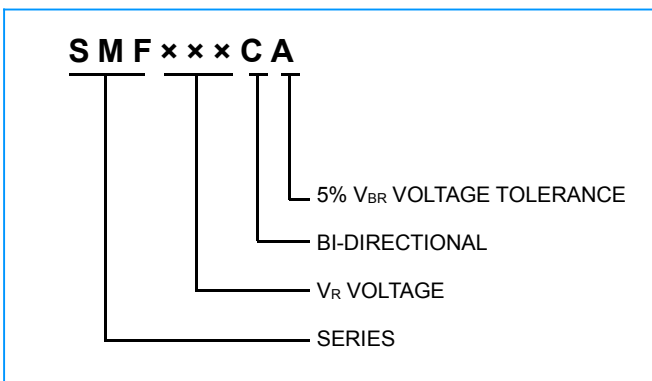 SMF×××CA
5% VBR VOLTAGE TOLERANCE
BI-DIRECTIONAL
VR VOLTAGE
SERIES